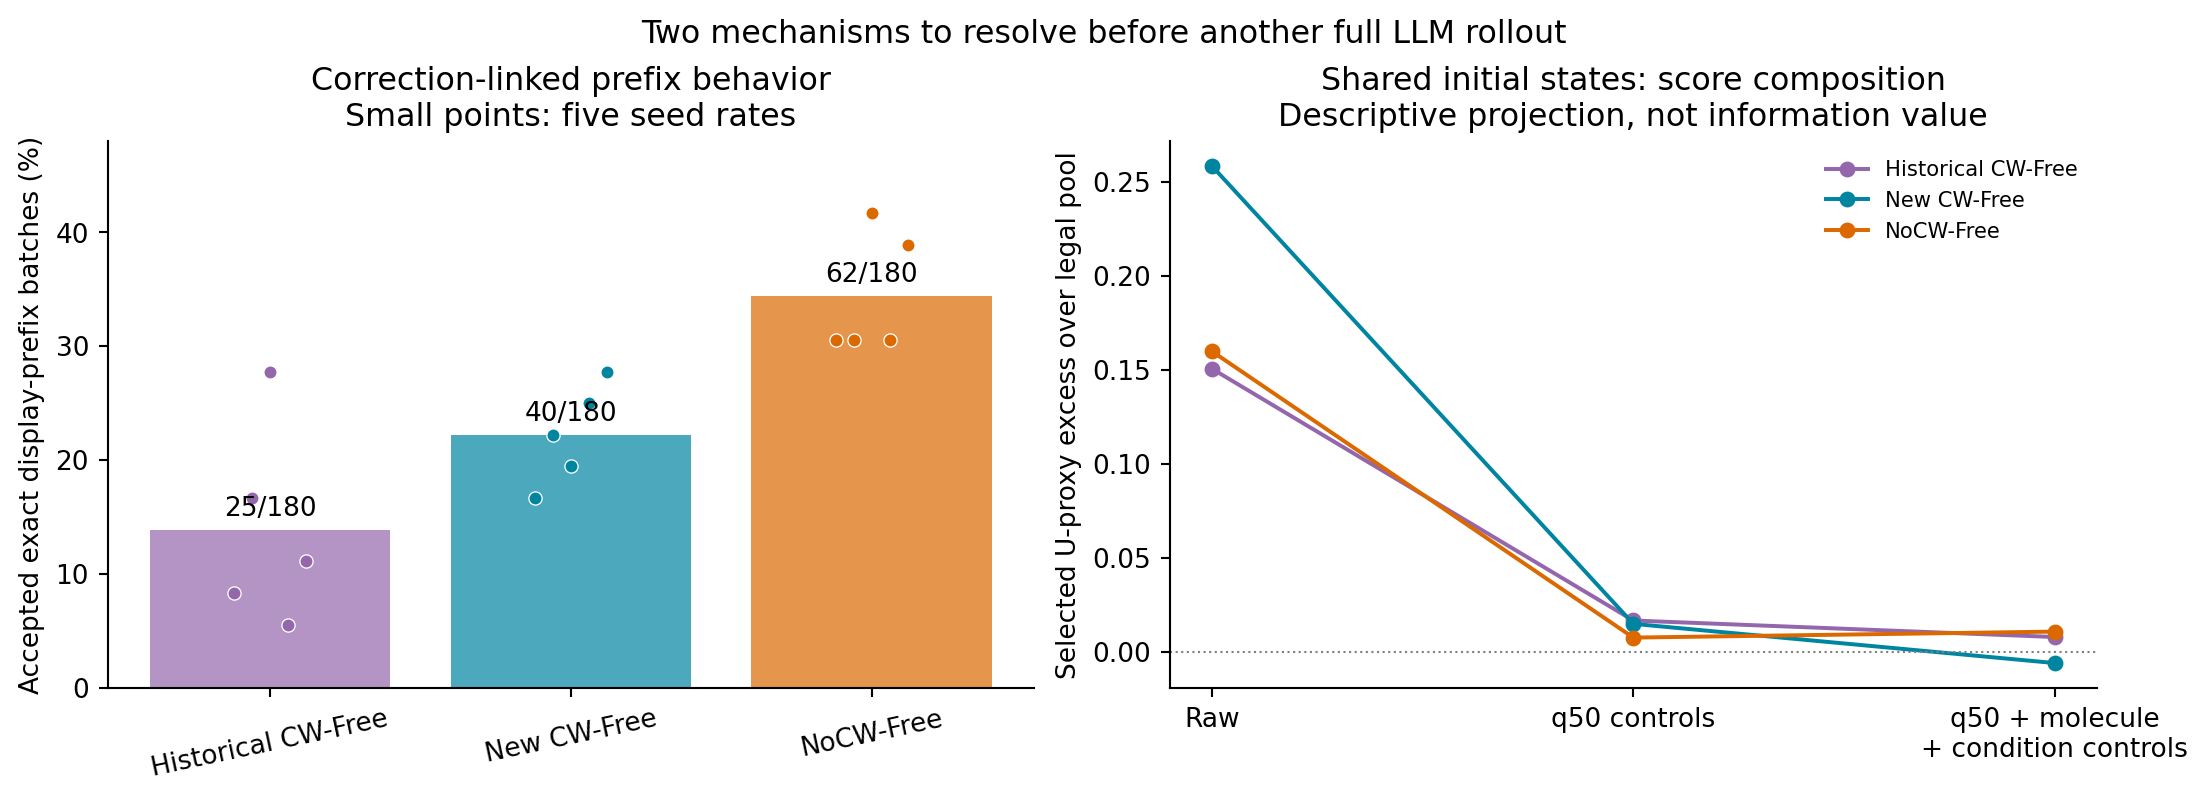 Two mechanisms to resolve before another full LLM rollout
Correction-linked prefix behavior
Small points: five seed rates
Accepted exact display-prefix batches (%)
40
30
20
10
0
25/180
40/180
62/180
Historical CW-Free
New CW-Free
NoCW-Free
Shared initial states: score composition
Descriptive projection, not information value
Selected U-proxy excess over legal pool
0.25
0.20
0.15
0.10
0.05
0.00
Historical CW-Free
New CW-Free
NoCW-Free
Raw
q50 controls
q50 + molecule
+ condition controls